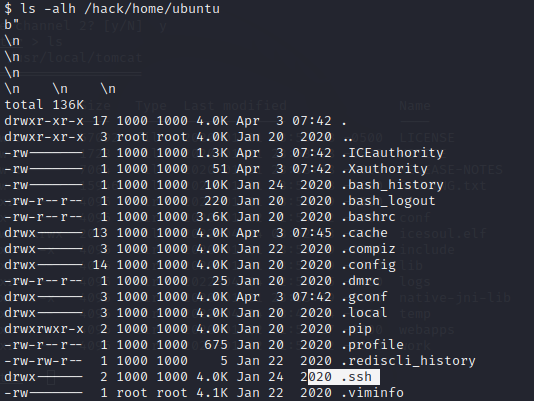 $ ls -alh /hack/home/ubuntu
b"
\n
\n
\n
\n    \n    \n
total 136K
drwxr-xr-x 17 1000 1000 4.0K Apr  3 07:42 .
drwxr-xr-x  3 root root 4.0K Jan 20  2020 ..
-rw-------  1 1000 1000 1.3K Apr  3 07:42 .ICEauthority
-rw-------  1 1000 1000   51 Apr  3 07:42 .Xauthority
-rw-------  1 1000 1000  10K Jan 24  2020 .bash_history
-rw-r--r--  1 1000 1000  220 Jan 20  2020 .bash_logout
-rw-r--r--  1 1000 1000 3.6K Jan 20  2020 .bashrc
drwx------ 13 1000 1000 4.0K Apr  3 07:45 .cache
drwx------  3 1000 1000 4.0K Jan 22  2020 .compiz
drwx------ 14 1000 1000 4.0K Jan 20  2020 .config
-rw-r--r--  1 1000 1000   25 Jan 20  2020 .dmrc
drwx------  3 1000 1000 4.0K Apr  3 07:42 .gconf
drwx------  3 1000 1000 4.0K Jan 20  2020 .local
drwxrwxr-x  2 1000 1000 4.0K Jan 20  2020 .pip
-rw-r--r--  1 1000 1000  675 Jan 20  2020 .profile
-rw-rw-r--  1 1000 1000    5 Jan 22  2020 .rediscli_history
drwx------  2 1000 1000 4.0K Jan 24  2020 .ssh
-rw-------  1 root root 4.1K Jan 22  2020 .viminfo